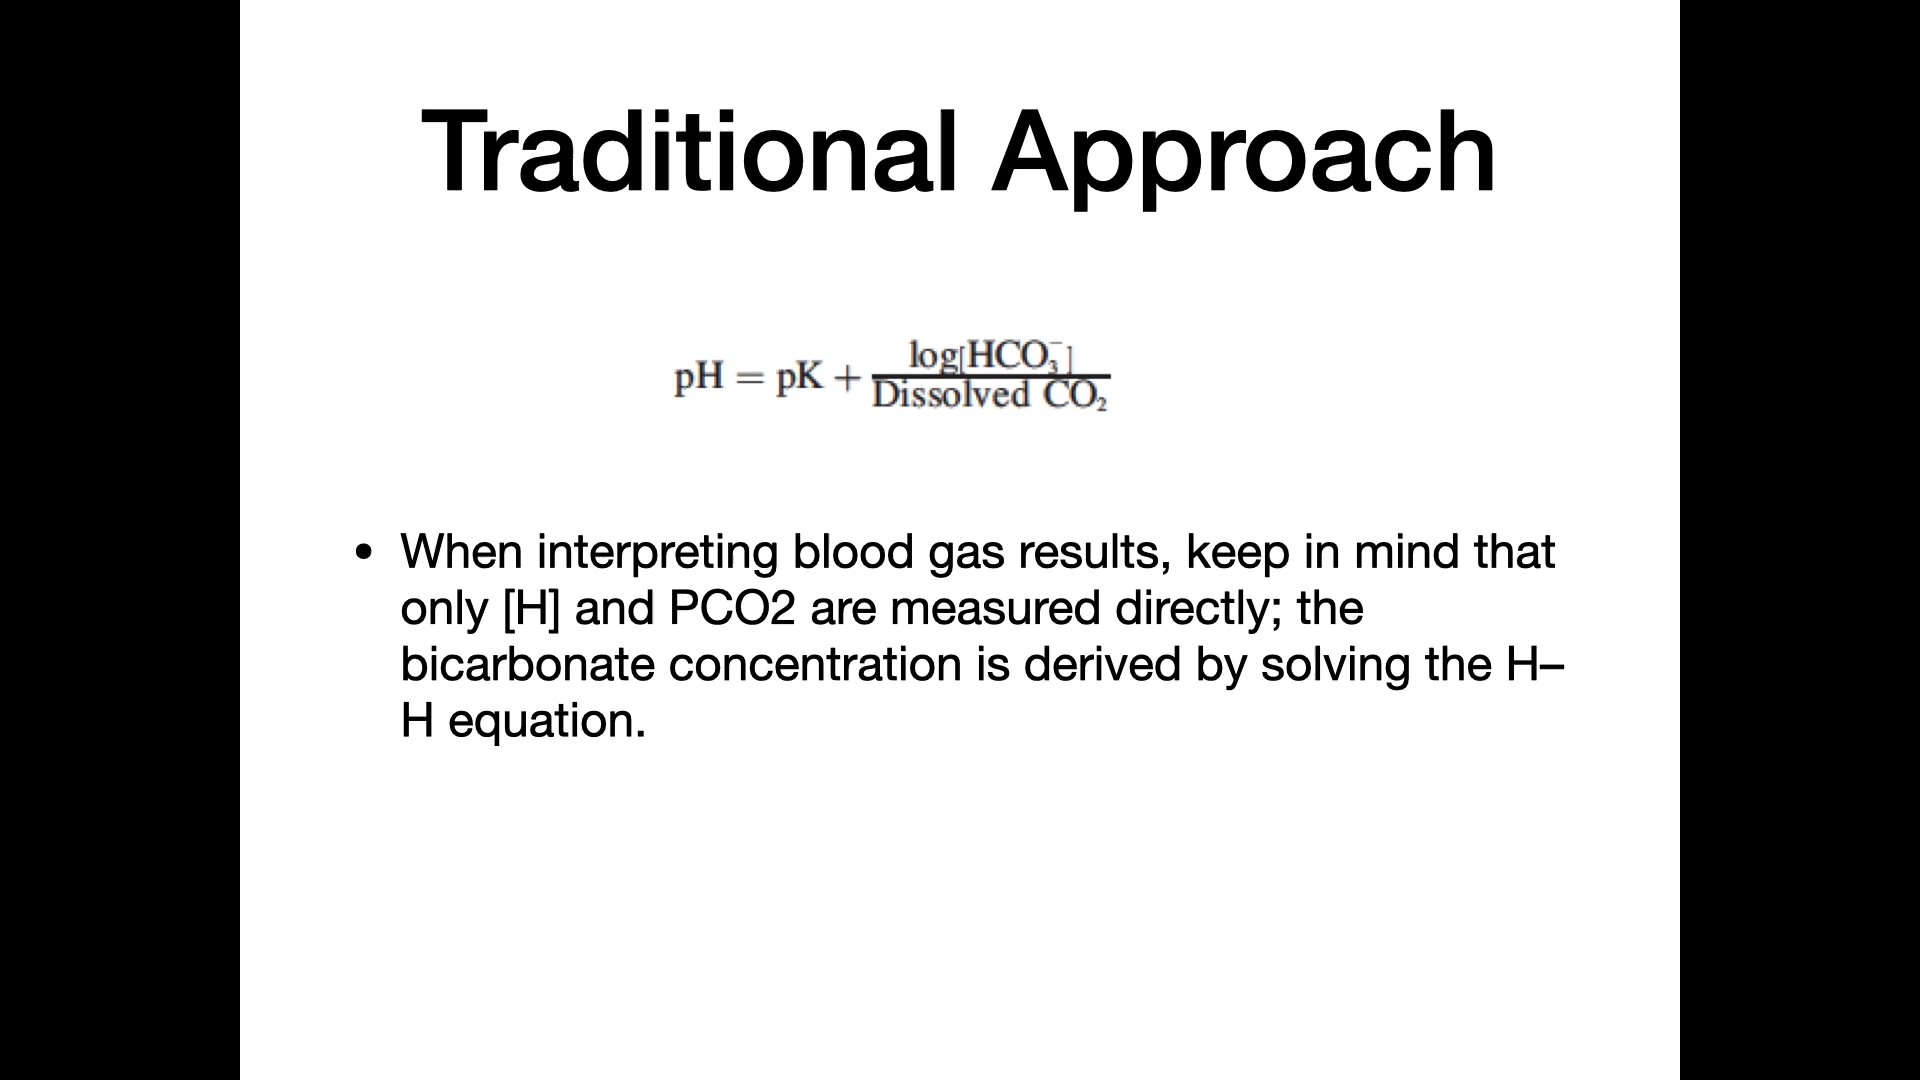 Traditional Approach
pH = pK + log[HCO₃⁻] / Dissolved CO₂
• When interpreting blood gas results, keep in mind that
only [H] and PCO2 are measured directly; the
bicarbonate concentration is derived by solving the H–
H equation.